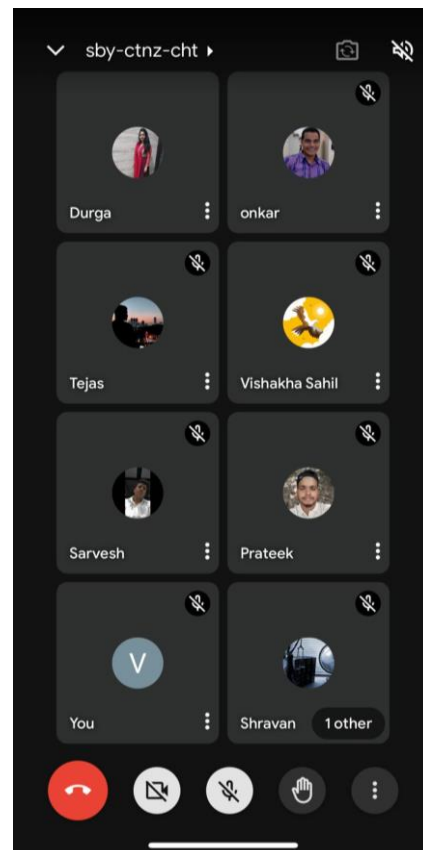 sby-ctnz-cht
Durga
onkar
Tejas
Vishakha Sahil
Sarvesh
Prateek
V
You
Shravan
1 other